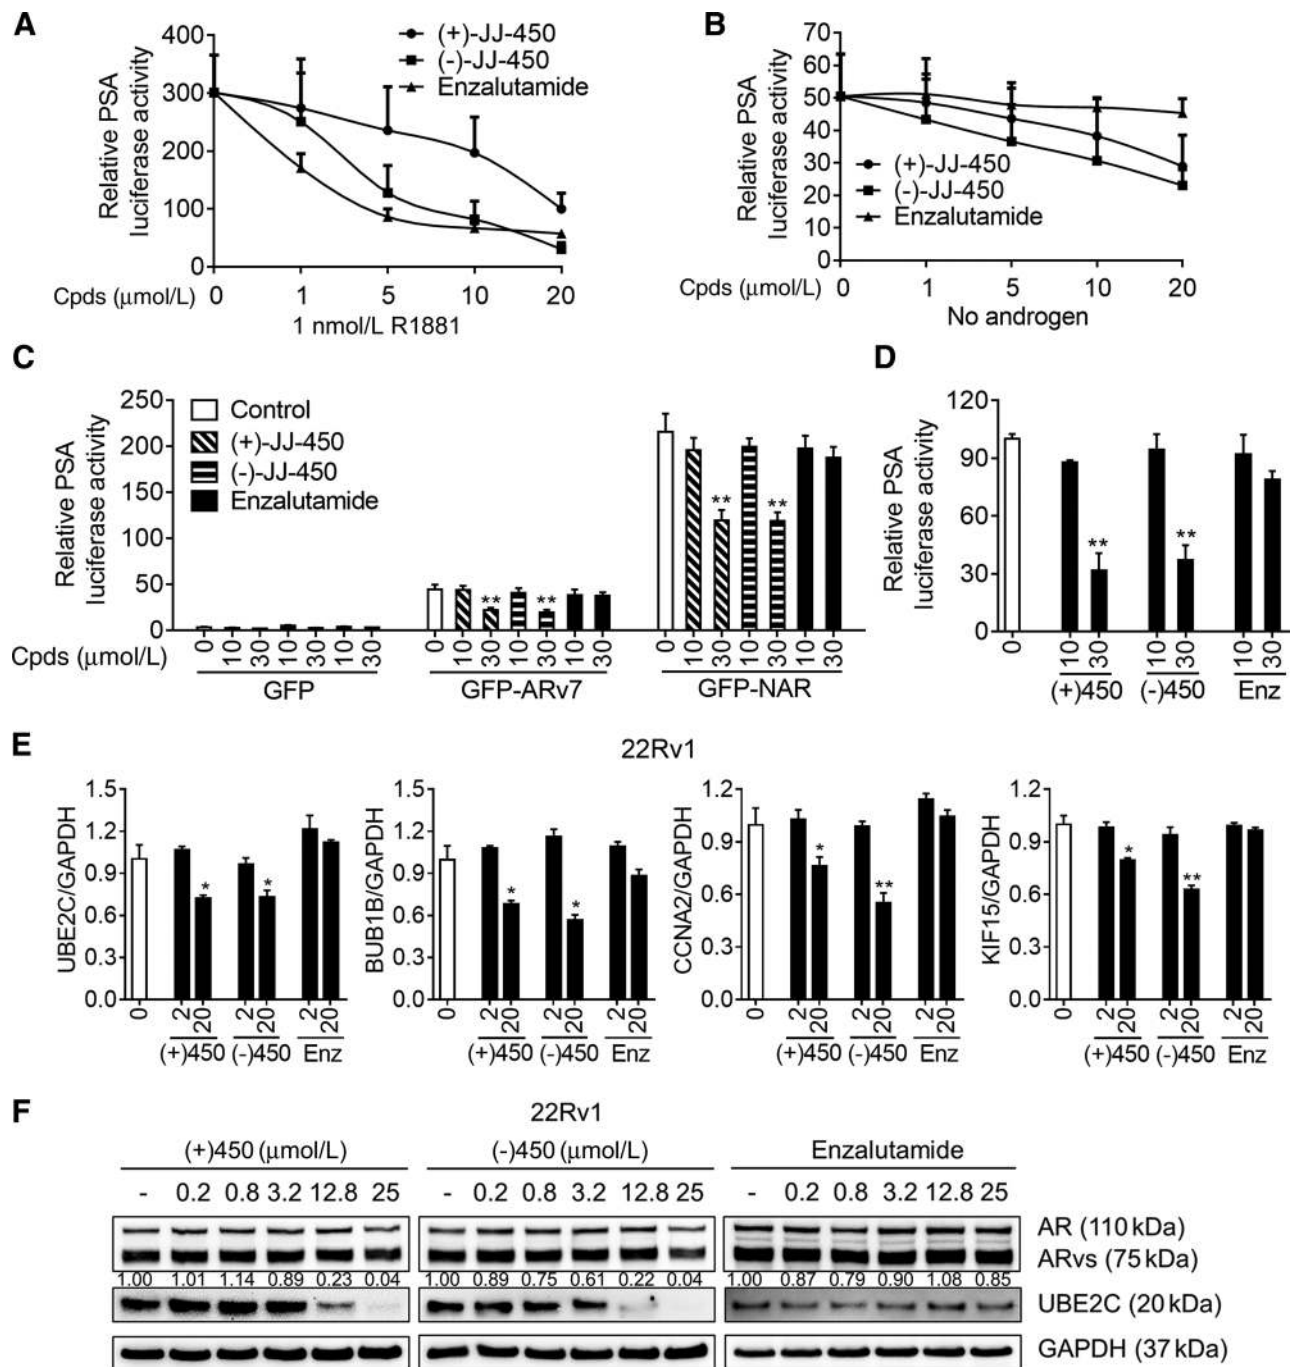 A
Relative PSA
luciferase activity
400
300
200
100
0
(+)-JJ-450
(-)-JJ-450
Enzalutamide
Cpds (μmol/L) 0 1 5 10 20
1 nmol/L R1881
B
Relative PSA
luciferase activity
70
60
50
40
30
20
10
0
(+)-JJ-450
(-)-JJ-450
Enzalutamide
Cpds (μmol/L) 0 1 5 10 20
No androgen
C
Relative PSA
luciferase activity
250
200
150
100
50
0
Control
(+)-JJ-450
(-)-JJ-450
Enzalutamide
** ** ** **
Cpds (μmol/L) 0 10 30 10 30 10 30 0 10 30 10 30 10 30 0 10 30 10 30 10 30
GFP GFP-ARv7 GFP-NAR
D
Relative PSA
luciferase activity
120
90
60
30
0
** **
0 10 30 10 30 10 30
(+)450 (-)450 Enz
E
22Rv1
UBE2C/GAPDH
1.5
1.2
0.9
0.6
0.3
0.0
* *
0 2 20 2 20 2 20
(+)450 (-)450 Enz
BUB1B/GAPDH
1.5
1.2
0.9
0.6
0.3
0.0
* *
0 2 20 2 20 2 20
(+)450 (-)450 Enz
CCNA2/GAPDH
1.2
0.9
0.6
0.3
0.0
* **
0 2 20 2 20 2 20
(+)450 (-)450 Enz
KIF15/GAPDH
1.2
0.9
0.6
0.3
0.0
* **
0 2 20 2 20 2 20
(+)450 (-)450 Enz
F
22Rv1
(+)450 (μmol/L) (-)450 (μmol/L) Enzalutamide
- 0.2 0.8 3.2 12.8 25 - 0.2 0.8 3.2 12.8 25 - 0.2 0.8 3.2 12.8 25
AR (110 kDa)
ARvs (75 kDa)
1.00 1.01 1.14 0.89 0.23 0.04 1.00 0.89 0.75 0.61 0.22 0.04 1.00 0.87 0.79 0.90 1.08 0.85
UBE2C (20 kDa)
GAPDH (37 kDa)